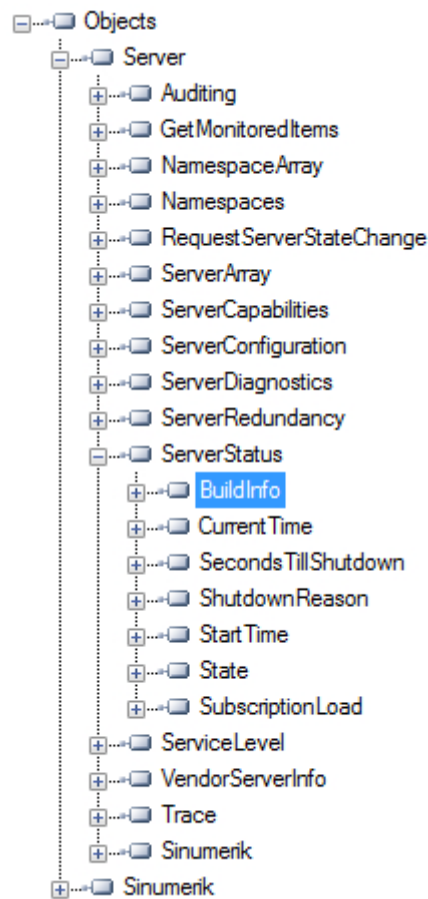 Objects
Server
Auditing
GetMonitoredItems
NamespaceArray
Namespaces
RequestServerStateChange
ServerArray
ServerCapabilities
ServerConfiguration
ServerDiagnostics
ServerRedundancy
ServerStatus
BuildInfo
CurrentTime
SecondsTillShutdown
ShutdownReason
StartTime
State
SubscriptionLoad
ServiceLevel
VendorServerInfo
Trace
Sinumerik
Sinumerik